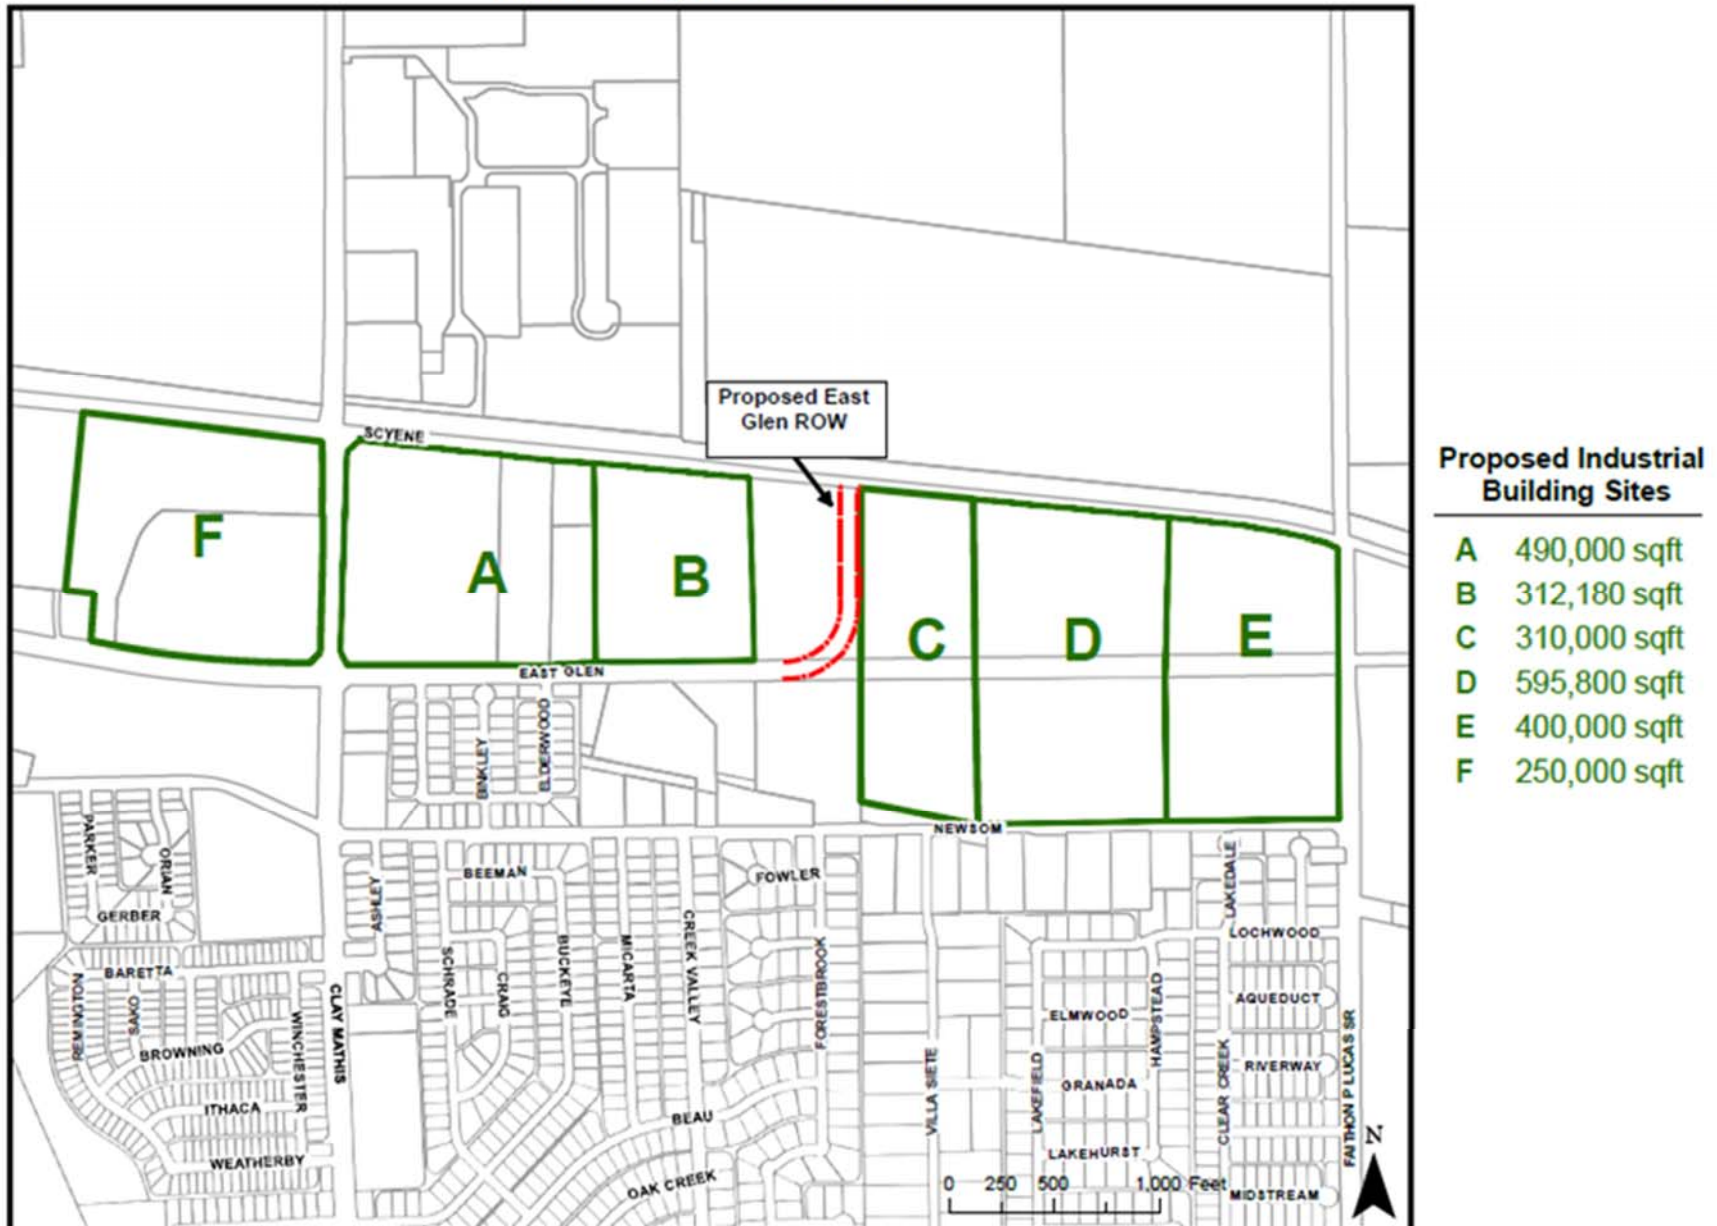 Proposed East
Glen ROW
SCYENE
Proposed Industrial
Building Sites
A 490,000 sqft
B 312,180 sqft
C 310,000 sqft
D 595,800 sqft
E 400,000 sqft
F 250,000 sqft
F
A
B
C
D
E
EAST GLEN
BINKLEY
ELDERWOOD
NEWSOM
PARKER
ORIAN
GERBER
BARETTA
REMINGTON
SAKO
BROWNING
WINCHESTER
ITHACA
WEATHERBY
CLAY MATHIS
ASHLEY
BEEMAN
SCHRADE
CRAIG
BUCKEYE
MICARTA
CREEK VALLEY
FOWLER
FORESTBROOK
BEAU
OAK CREEK
VILLA SIETE
LAKEFIELD
ELMWOOD
GRANADA
LAKEHURST
HAMPSTEAD
CLEAR CREEK
LAKEDALE
LOCHWOOD
AQUEDUCT
RIVERWAY
MIDSTREAM
FAITHON P LUCAS SR
N
0 250 500 1,000 Feet